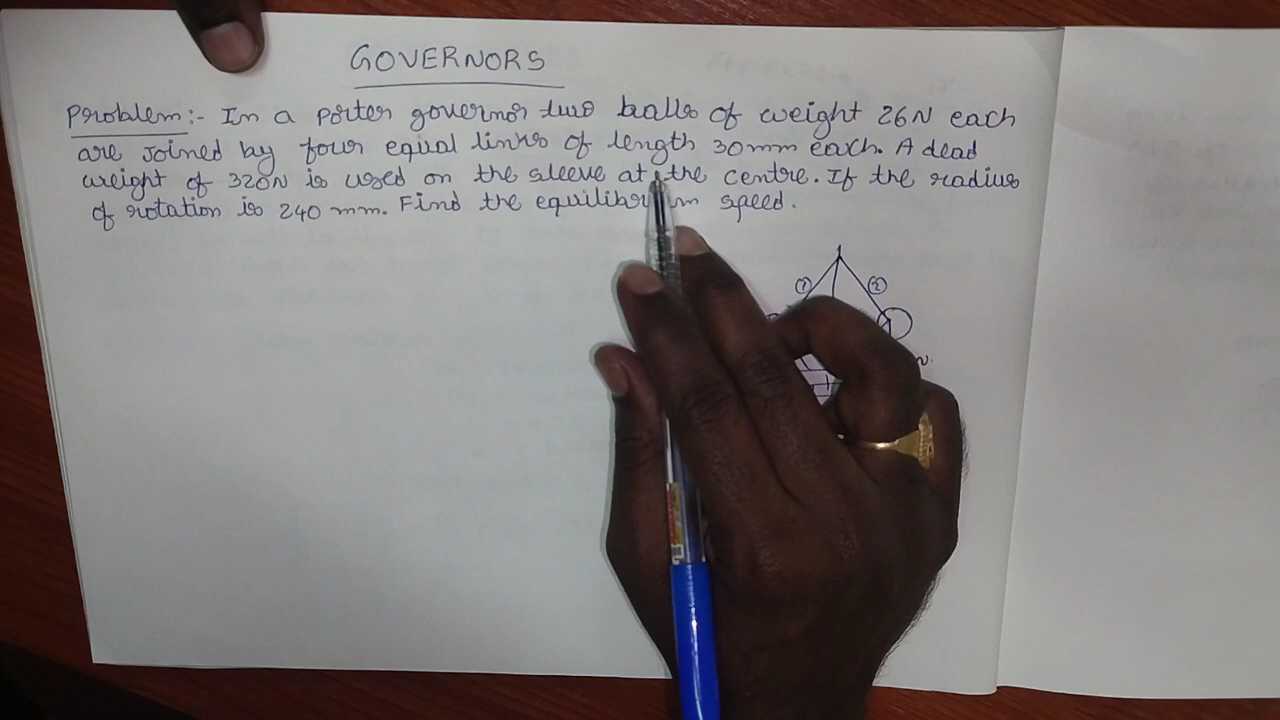 GOVERNORS
Problem:- In a porter governor two balls of weight 26N each
are joined by four equal links of length 30mm each. A dead
weight of 320N is used on the sleeve at the centre. If the radius
of rotation is 240 mm. Find the speed.
1 2